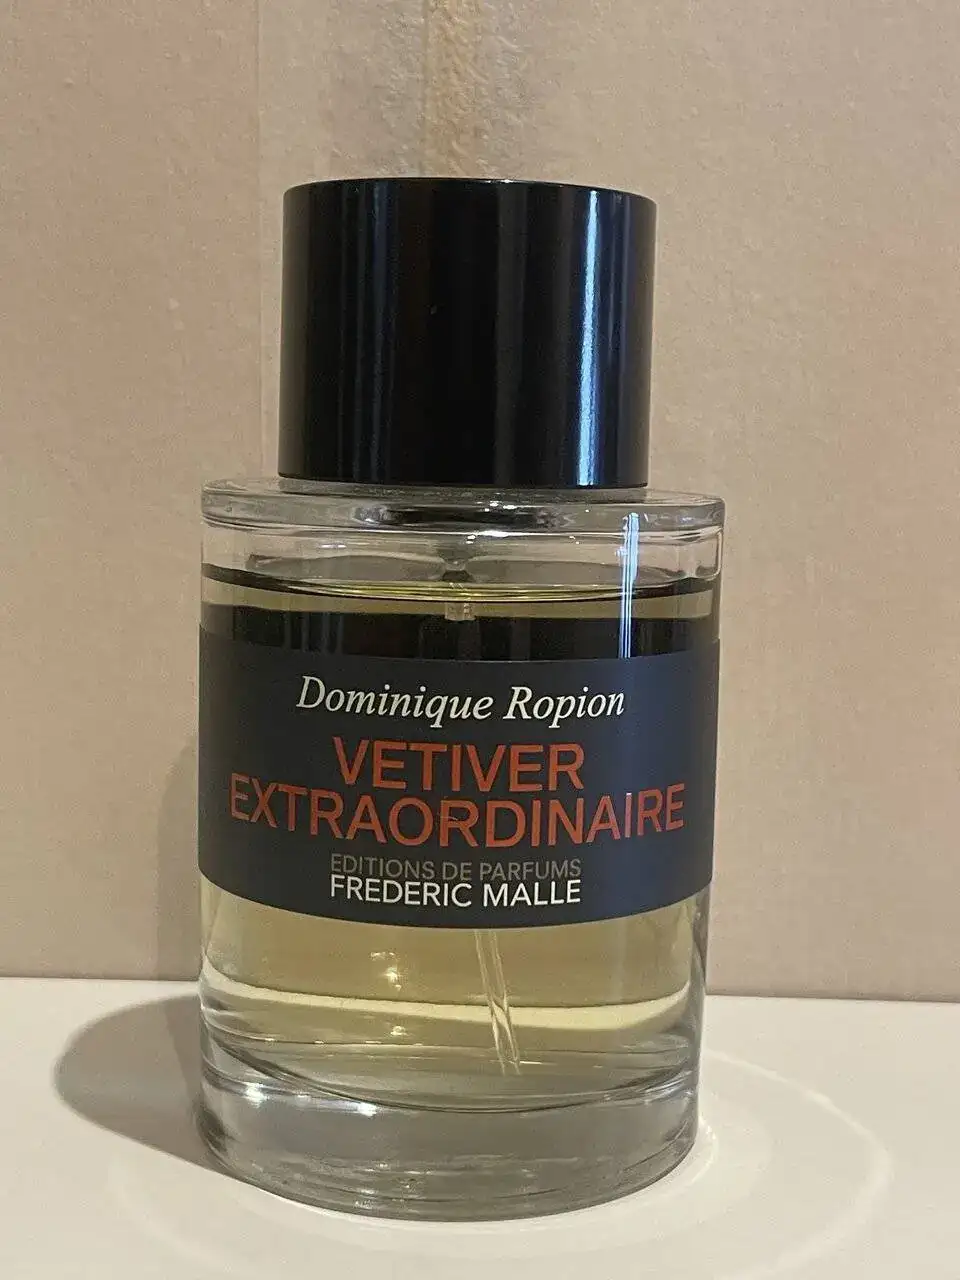 Dominique Ropion
VETIVER
EXTRAORDINAIRE
EDITIONS DE PARFUMS
FREDERIC MALLE